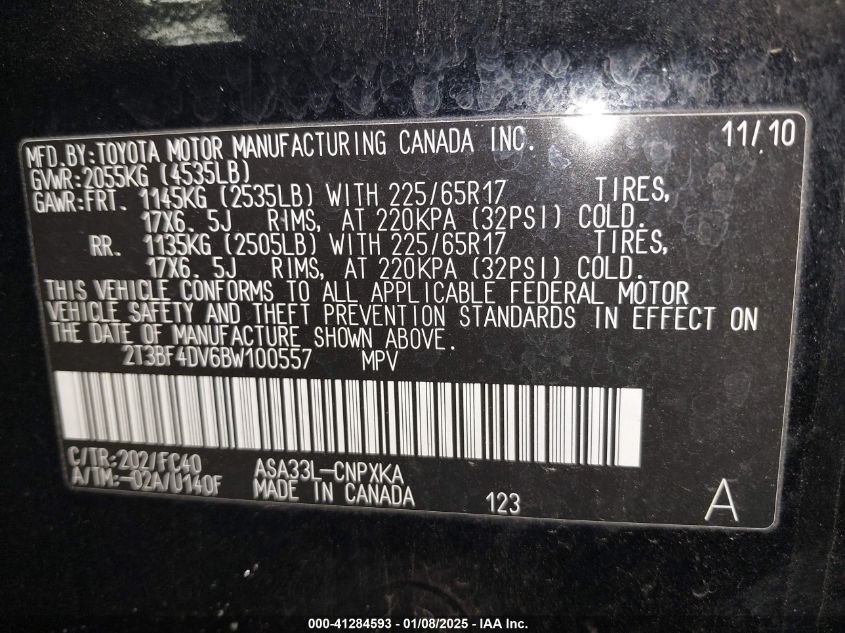 MFD.BY:TOYOTA MOTOR MANUFACTURING CANADA INC. 11/10
GVWR:2055KG (4535LB)
GAWR:FRT. 1145KG (2535LB) WITH 225/65R17 TIRES,
17X6. 5J RIMS, AT 220KPA (32PSI) COLD.
RR. 1135KG (2505LB) WITH 225/65R17 TIRES,
17X6. 5J RIMS, AT 220KPA (32PSI) COLD.
THIS VEHICLE CONFORMS TO ALL APPLICABLE FEDERAL MOTOR
VEHICLE SAFETY AND THEFT PREVENTION STANDARDS IN EFFECT ON
THE DATE OF MANUFACTURE SHOWN ABOVE.
2T3BF4DV6BW100557 MPV
C/TR:202/FC40 ASA33L-CNPXKA
A/TM:-02A/U140F MADE IN CANADA 123 A
000-41284593 - 01/08/2025 - IAA Inc.